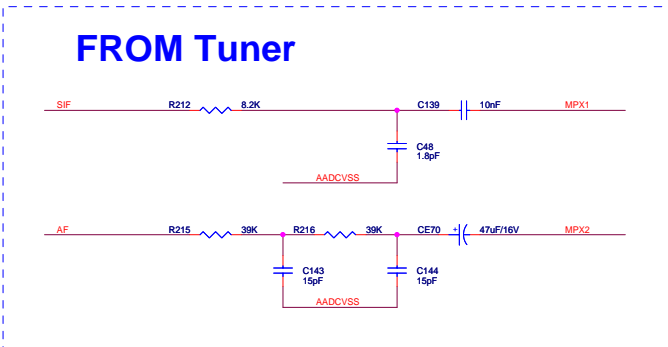 FROM Tuner
SIF R212 8.2K C139 10nF MPX1
C48
1.8pF
AADCVSS
AF R215 39K R216 39K CE70 + 47uF/16V MPX2
C143 C144
15pF 15pF
AADCVSS